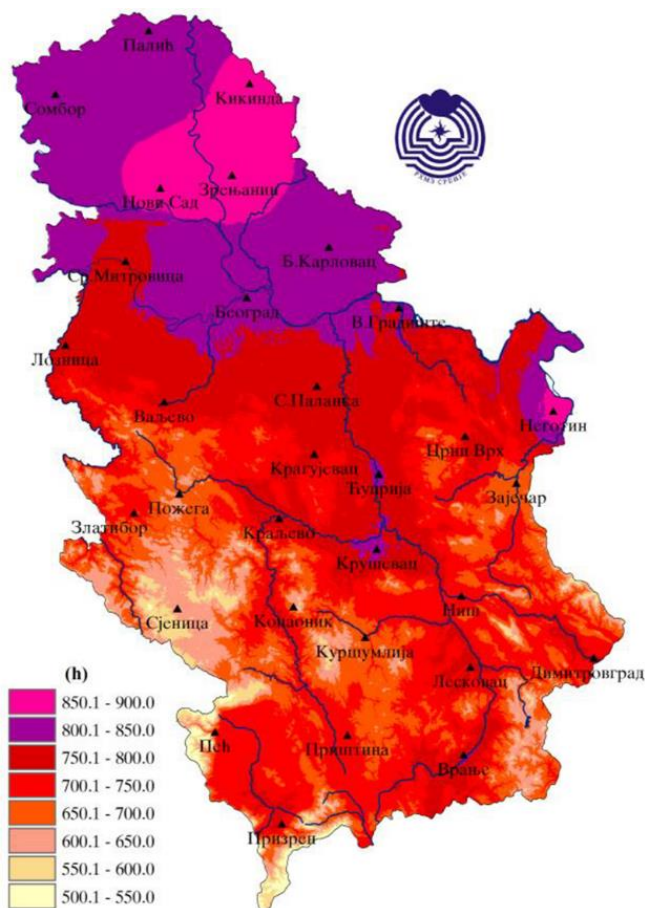 Палић
Сомбор
Кикинда
РХМЗ СРБИЈЕ
Зрењанин
Нови Сад
Б.Карловац
Ср.Митровица
Београд
В.Градиште
Лозница
С.Паланка
Ваљево
Неготин
Црни Врх
Крагујевац
Ћуприја
Зајечар
Пожега
Златибор
Краљево
Крушевац
Ниш
Копаоник
Сјеница
Куршумлија
Димитровград
Лесковац
(h)
850.1 - 900.0
800.1 - 850.0
750.1 - 800.0
700.1 - 750.0
650.1 - 700.0
600.1 - 650.0
550.1 - 600.0
500.1 - 550.0
Пећ
Приштина
Врање
Призрен